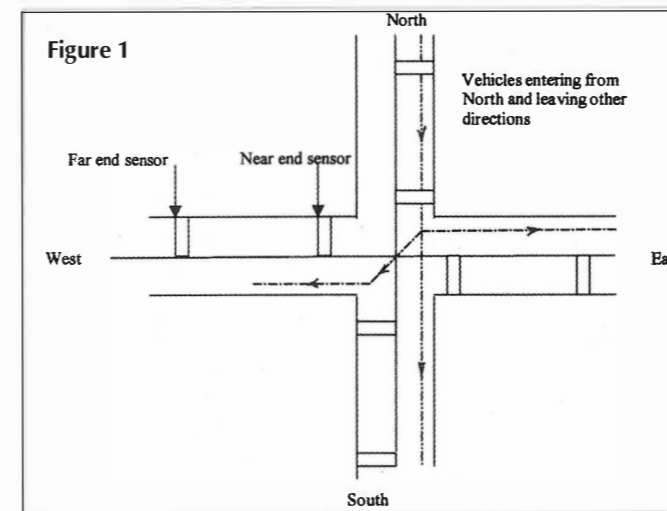 Figure 1
North
Vehicles entering from
North and leaving other
directions
Far end sensor
Near end sensor
West
Ea
South